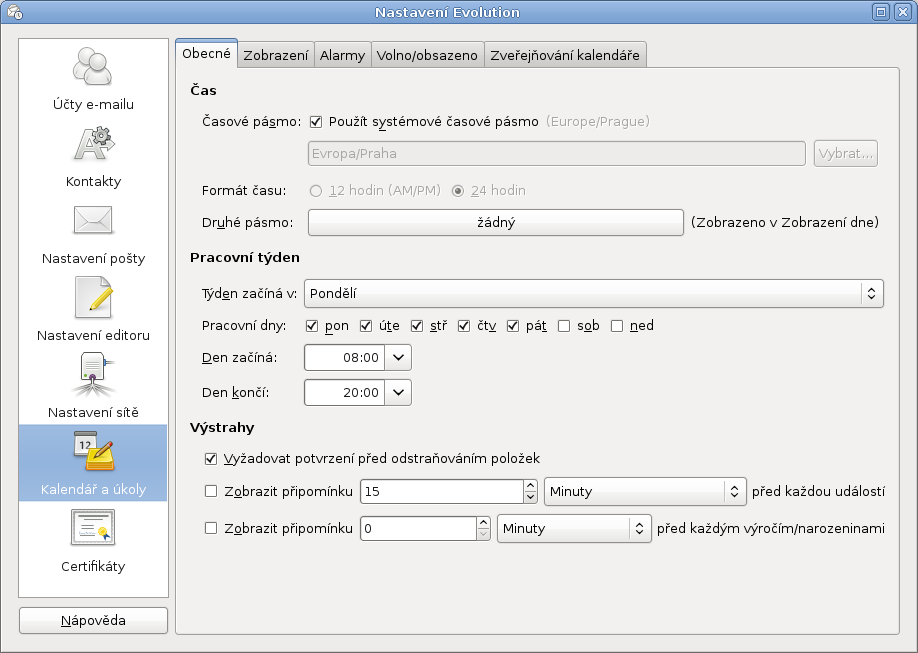 Nastavení Evolution
Účty e-mailu
Kontakty
Nastavení pošty
Nastavení editoru
Nastavení sítě
12
Kalendář a úkoly
Certifikáty
Nápověda
Obecné Zobrazení Alarmy Volno/obsazeno Zveřejňování kalendáře
Čas
Časové pásmo: Použít systémové časové pásmo (Europe/Prague)
Evropa/Praha Vybrat...
Formát času: 12 hodin (AM/PM) 24 hodin
Druhé pásmo: žádný (Zobrazeno v Zobrazení dne)
Pracovní týden
Týden začíná v: Pondělí
Pracovní dny: pon úte stř čtv pát sob ned
Den začíná: 08:00
Den končí: 20:00
Výstrahy
Vyžadovat potvrzení před odstraňováním položek
Zobrazit připomínku 15 Minuty před každou událostí
Zobrazit připomínku 0 Minuty před každým výročím/narozeninami